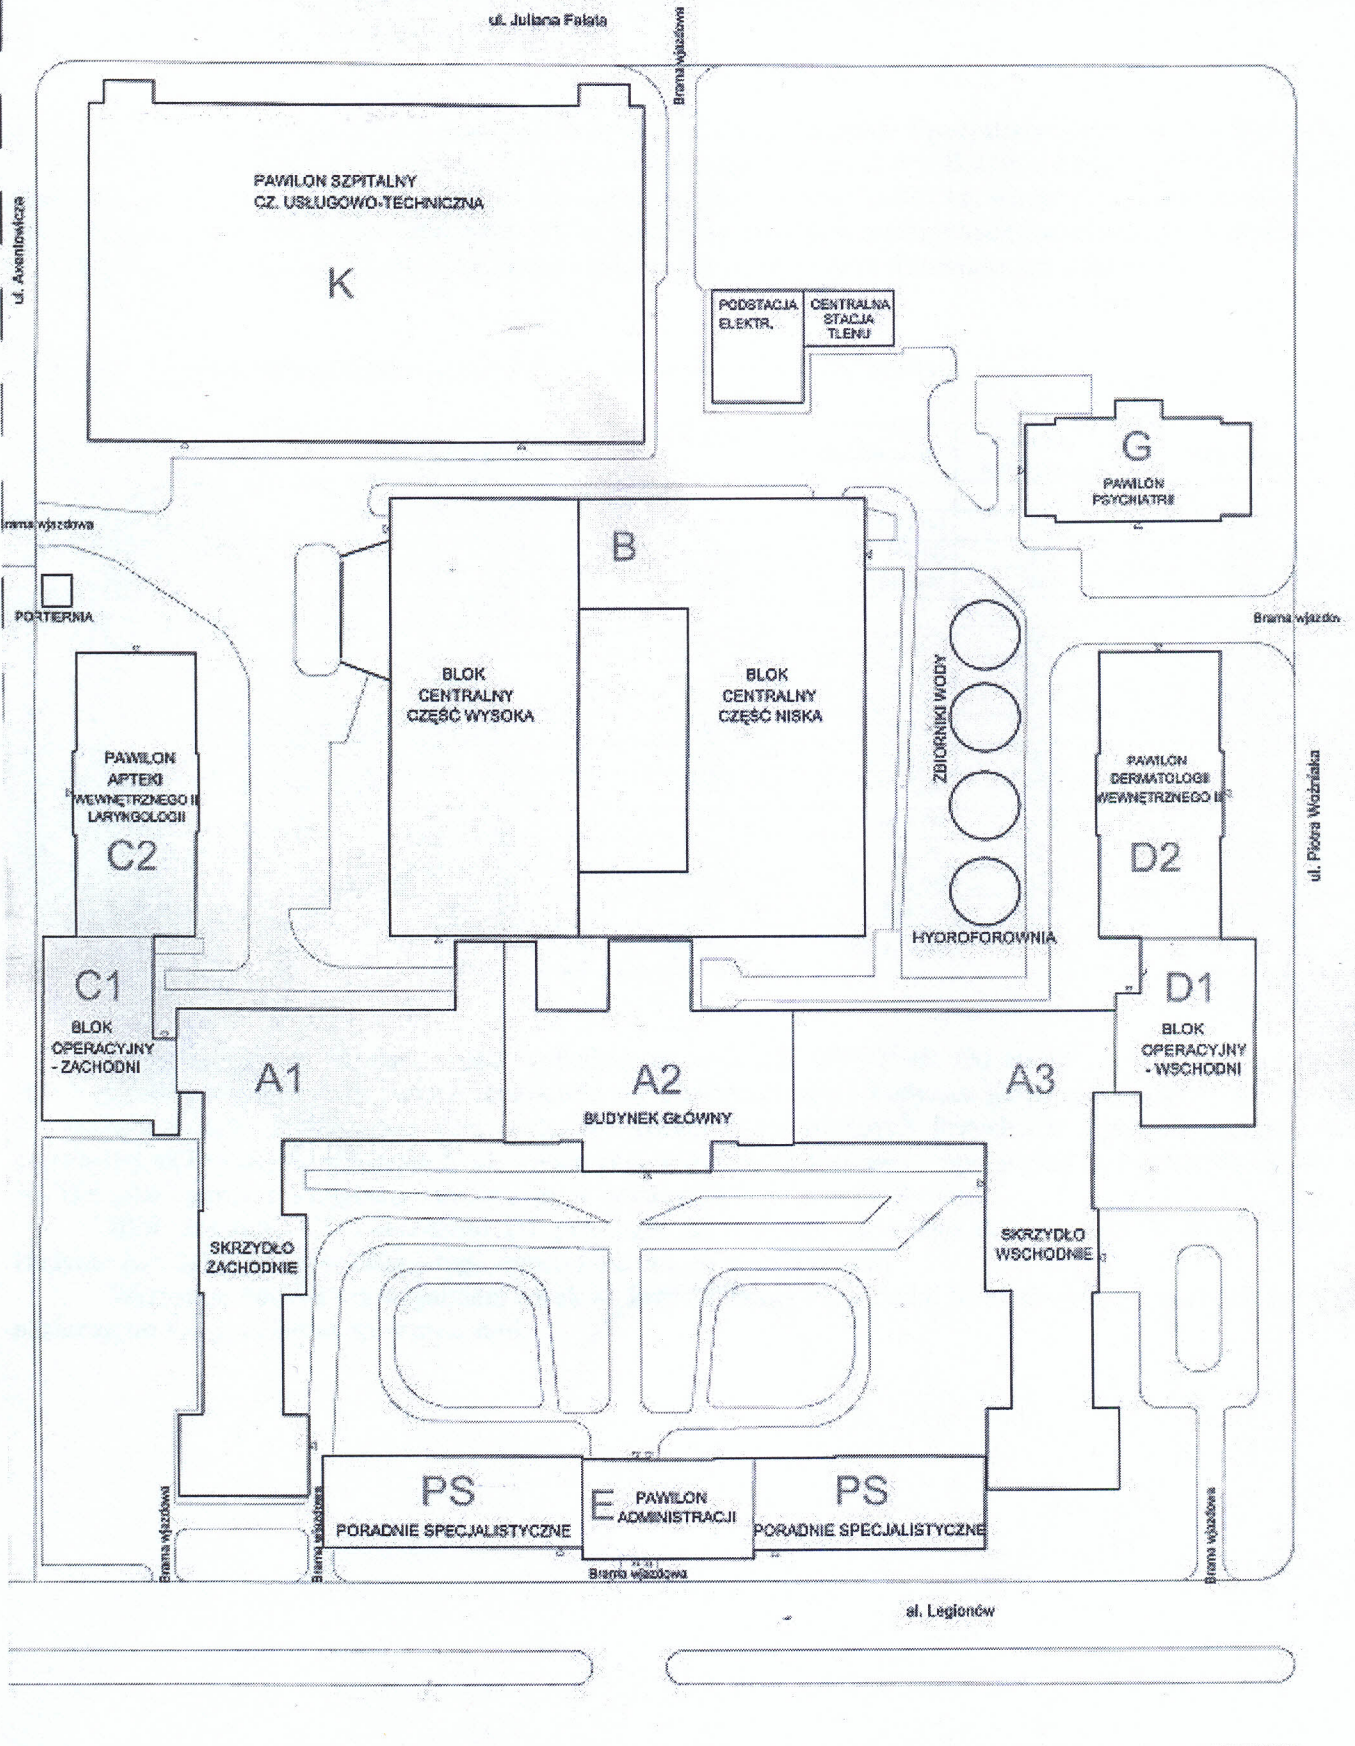 ul. Juliana Fałata
Brama wjazdowa
ul. Axentowicza
PAWILON SZPITALNY
CZ. USŁUGOWO-TECHNICZNA
K
PODSTACJA
ELEKTR.
CENTRALNA
STACJA
TLENU
G
PAWILON
PSYCHIATRII
Brama wjazdowa
B
PORTIERNIA
Brama wjazdow
BLOK
CENTRALNY
CZĘŚĆ WYSOKA
BLOK
CENTRALNY
CZĘŚĆ NISKA
ZBIORNIKI WODY
PAWILON
APTEKI
WEWNĘTRZNEGO II
LARYNGOLOGII
C2
PAWILON
DERMATOLOGII
WEWNĘTRZNEGO III
D2
ul. Piotra Woźniaka
HYDROFOROWNIA
C1
BLOK
OPERACYJNY
- ZACHODNI
D1
BLOK
OPERACYJNY
- WSCHODNI
A1
A2
BUDYNEK GŁÓWNY
A3
SKRZYDŁO
ZACHODNIE
SKRZYDŁO
WSCHODNIE
PS
PORADNIE SPECJALISTYCZNE
E
PAWILON
ADMINISTRACJI
PS
PORADNIE SPECJALISTYCZNE
Brama wjazdowa
Brama wjazdowa
Brama wjazdowa
Brama wjazdowa
al. Legionów